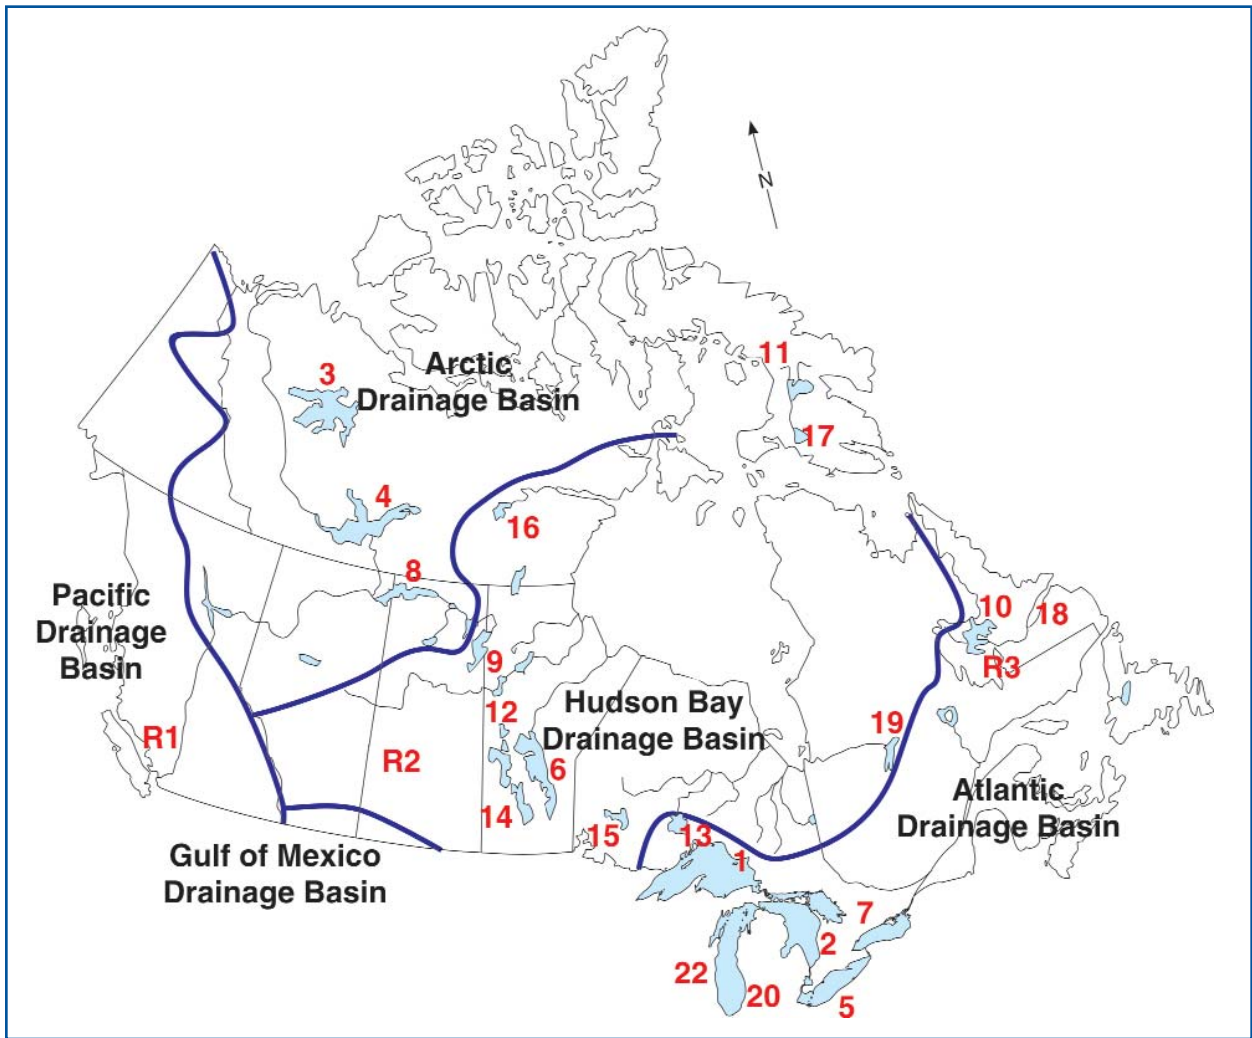 N
11
3
Arctic
Drainage Basin
17
4
16
8
Pacific
Drainage
Basin
10
18
R3
9
Hudson Bay
Drainage Basin
12
R1
R2
6
19
14
15
13
1
Atlantic
Drainage Basin
Gulf of Mexico
Drainage Basin
7
2
22
20
5